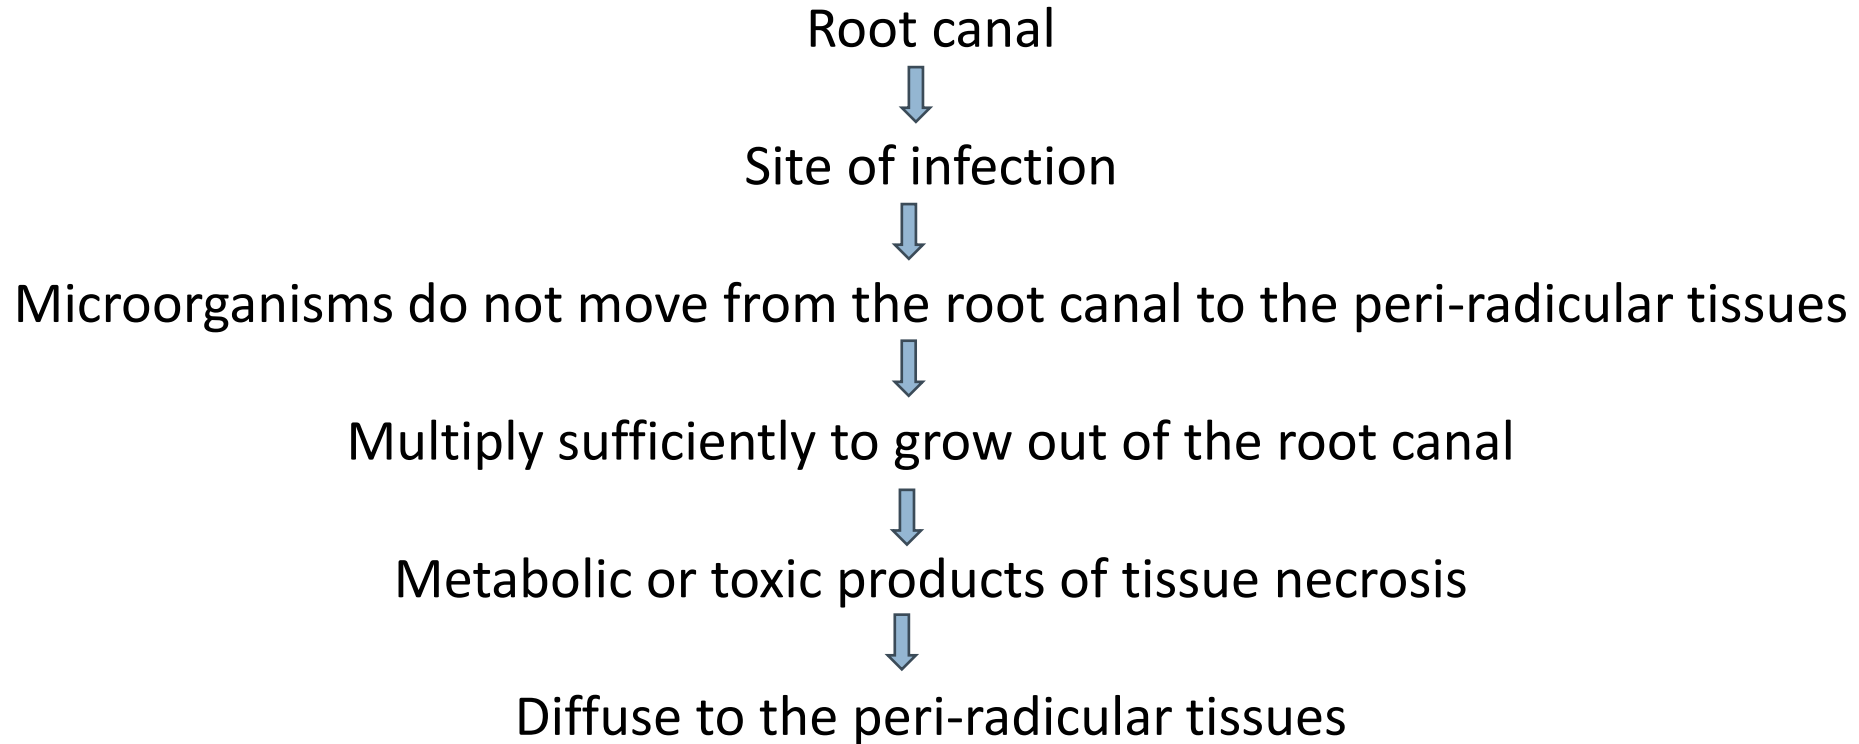 Root canal
Site of infection
Microorganisms do not move from the root canal to the peri-radicular tissues
Multiply sufficiently to grow out of the root canal
Metabolic or toxic products of tissue necrosis
Diffuse to the peri-radicular tissues